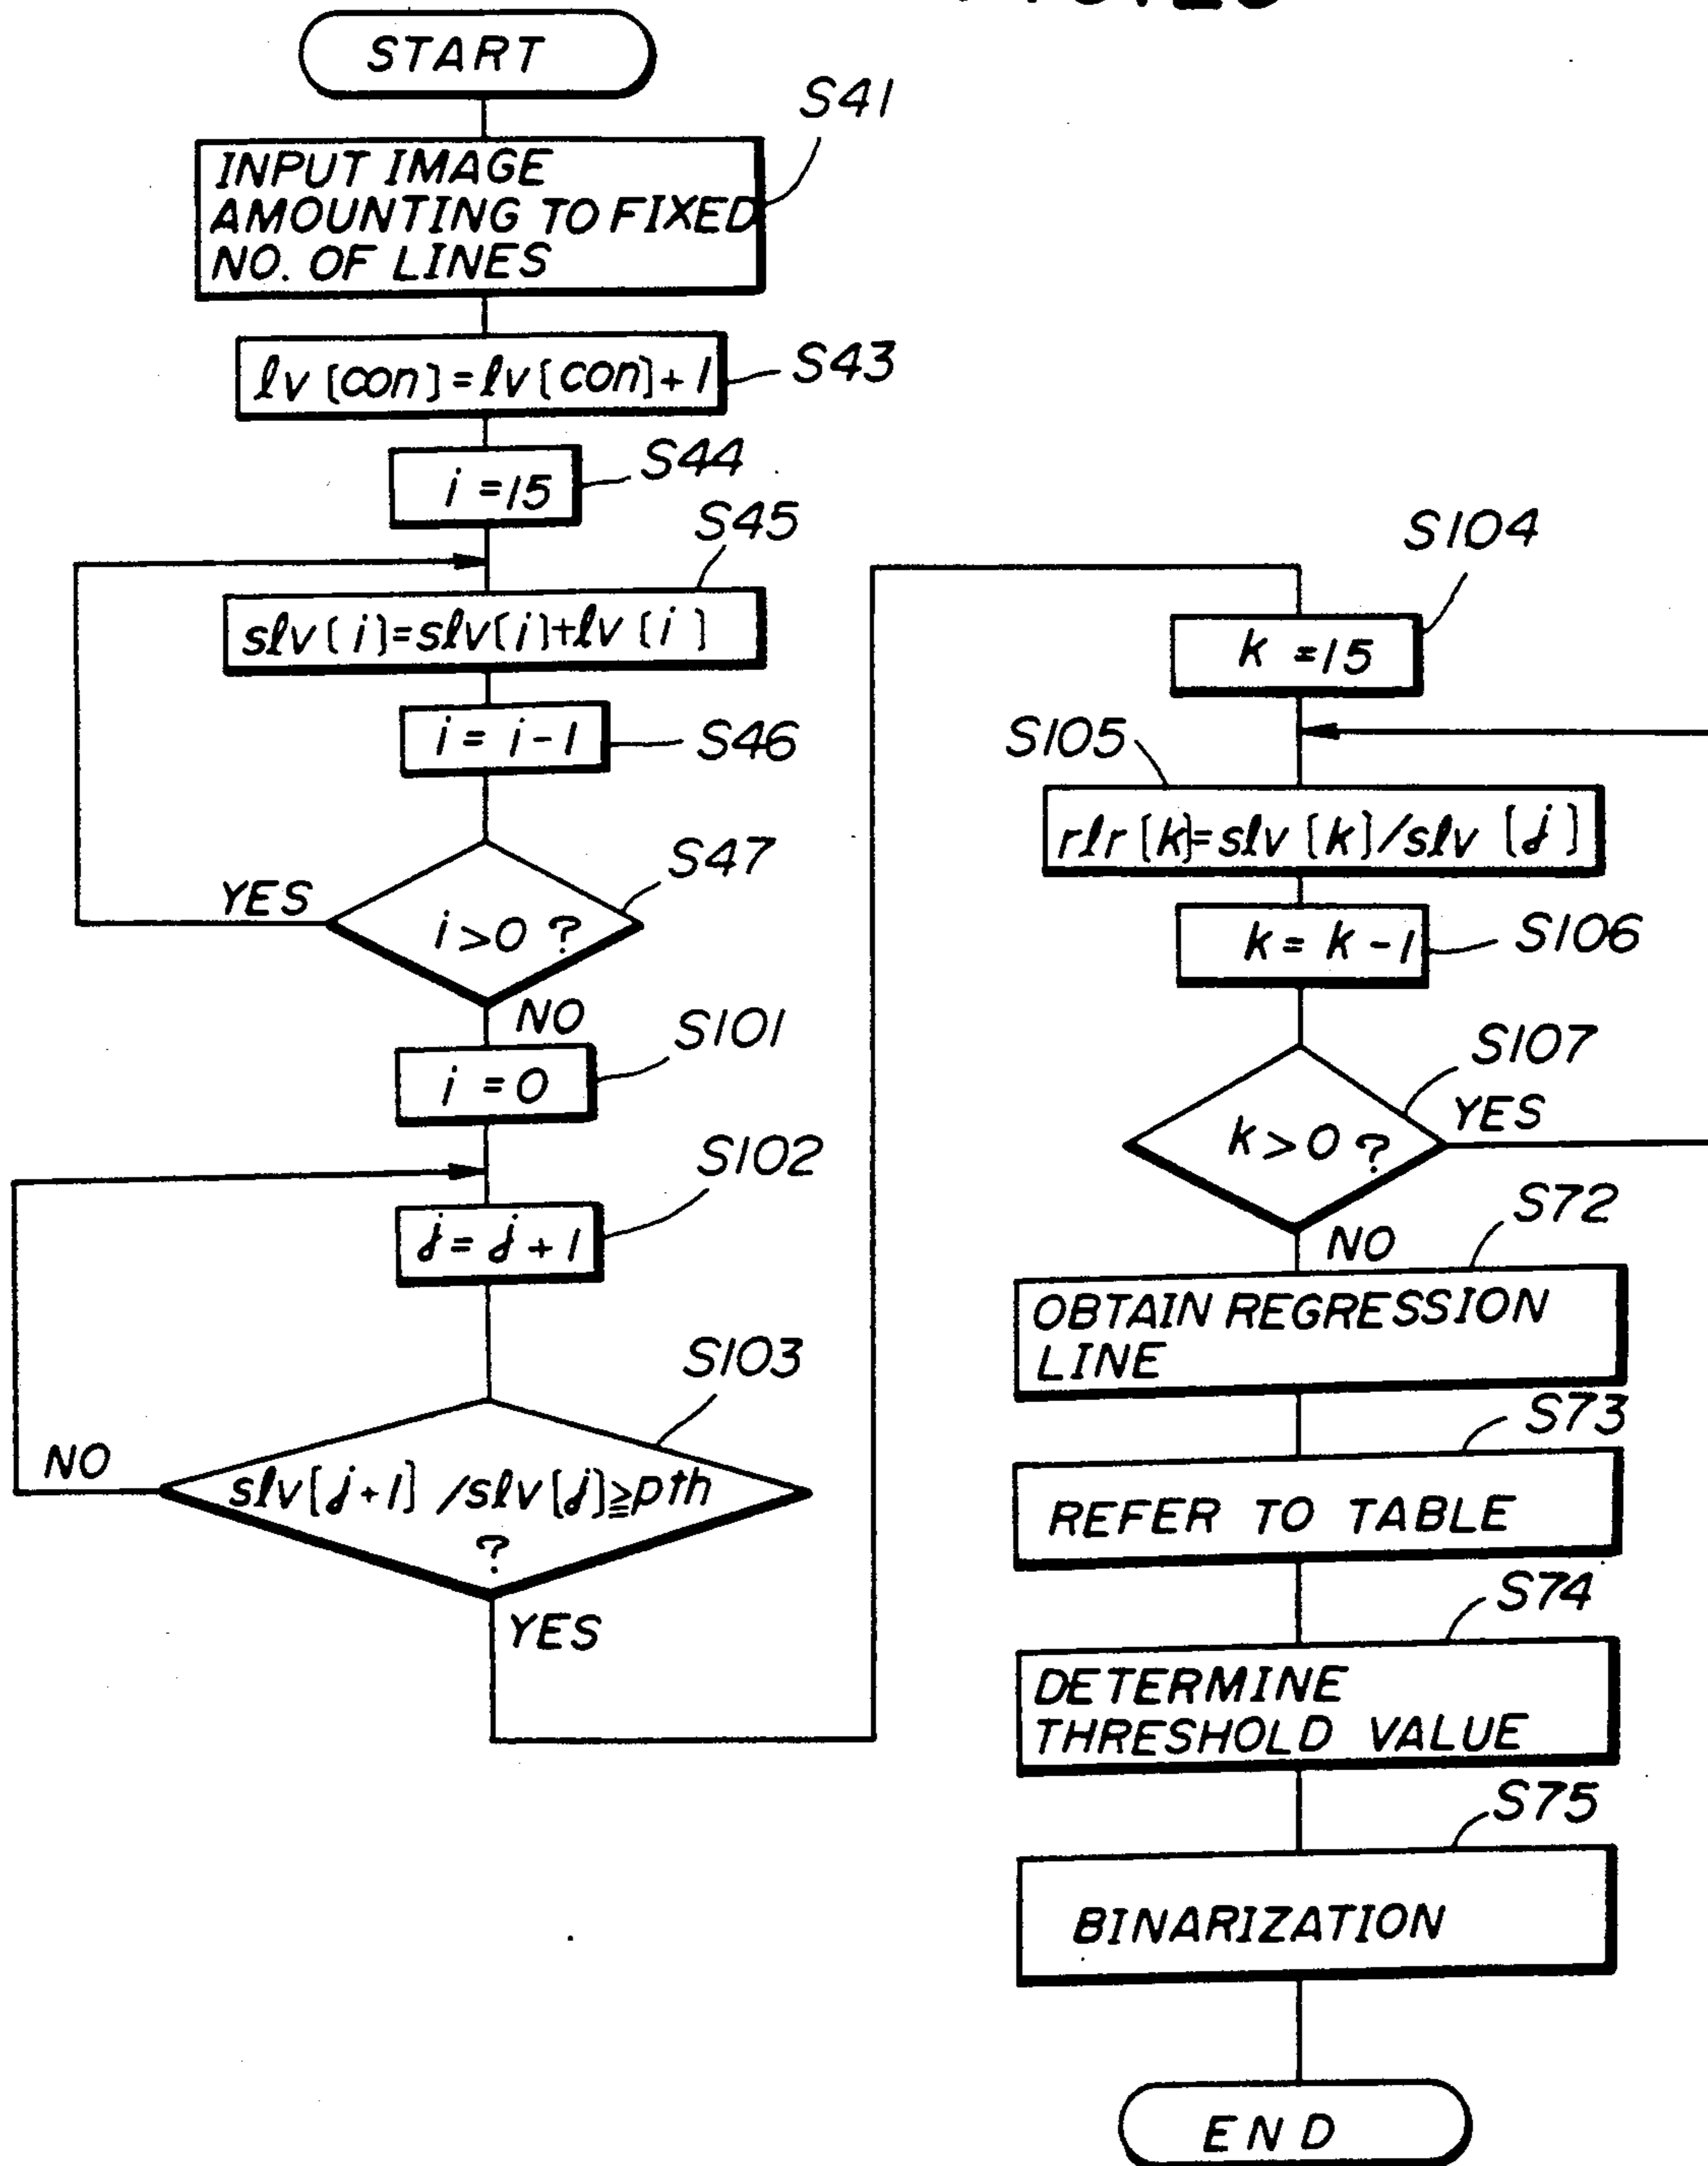 START
S41
INPUT IMAGE
AMOUNTING TO FIXED
NO. OF LINES
lv[con]=lv[con]+1
S43
i=15
S44
S45
slv[i]=slv[i]+lv[i]
i=i-1
S46
S47
YES
i>0 ?
NO
S101
i=0
S102
j=j+1
S103
NO
slv[j+1]/slv[j]≧pth
?
YES
S104
k=15
S105
rlr[k]=slv[k]/slv[j]
k=k-1
S106
S107
YES
k>0 ?
NO
S72
OBTAIN REGRESSION
LINE
S73
REFER TO TABLE
S74
DETERMINE
THRESHOLD VALUE
S75
BINARIZATION
END